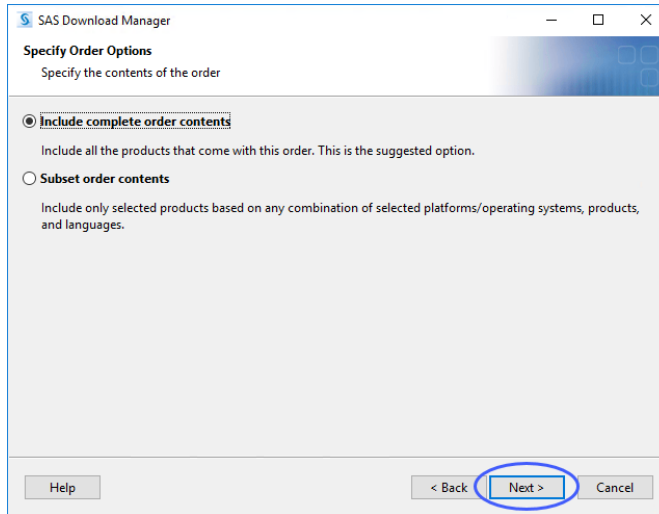 SAS Download Manager
Specify Order Options
Specify the contents of the order
Include complete order contents
Include all the products that come with this order. This is the suggested option.
Subset order contents
Include only selected products based on any combination of selected platforms/operating systems, products,
and languages.
Help
< Back
Next >
Cancel